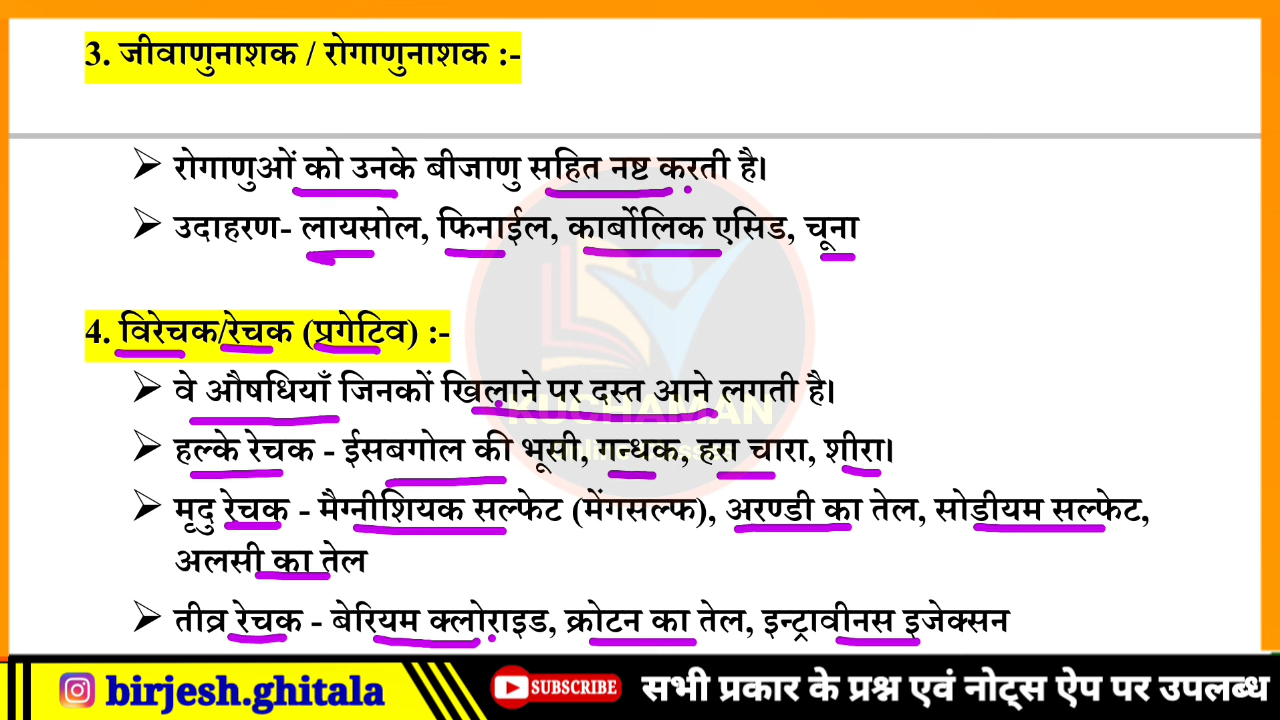 3. जीवाणुनाशक / रोगाणुनाशक :-
रोगाणुओं को उनके बीजाणु सहित नष्ट करती है।
उदाहरण- लायसोल, फिनाईल, कार्बोलिक एसिड, चूना
4. विरेचक/रेचक (प्रगेटिव) :-
वे औषधियाँ जिनकों खिलाने पर दस्त आने लगती है।
KUCHAMAN
हल्के रेचक - ईसबगोल की भूसी, गन्धक, हरा चारा, शीरा।
मृदु रेचक - मैग्नीशियक सल्फेट (मेंगसल्फ), अरण्डी का तेल, सोडीयम सल्फेट,
अलसी का तेल
तीव्र रेचक - बेरियम क्लोराइड, क्रोटन का तेल, इन्ट्रावीनस इजेक्सन
birjesh.ghitala SUBSCRIBE सभी प्रकार के प्रश्न एवं नोट्स ऐप पर उपलब्ध